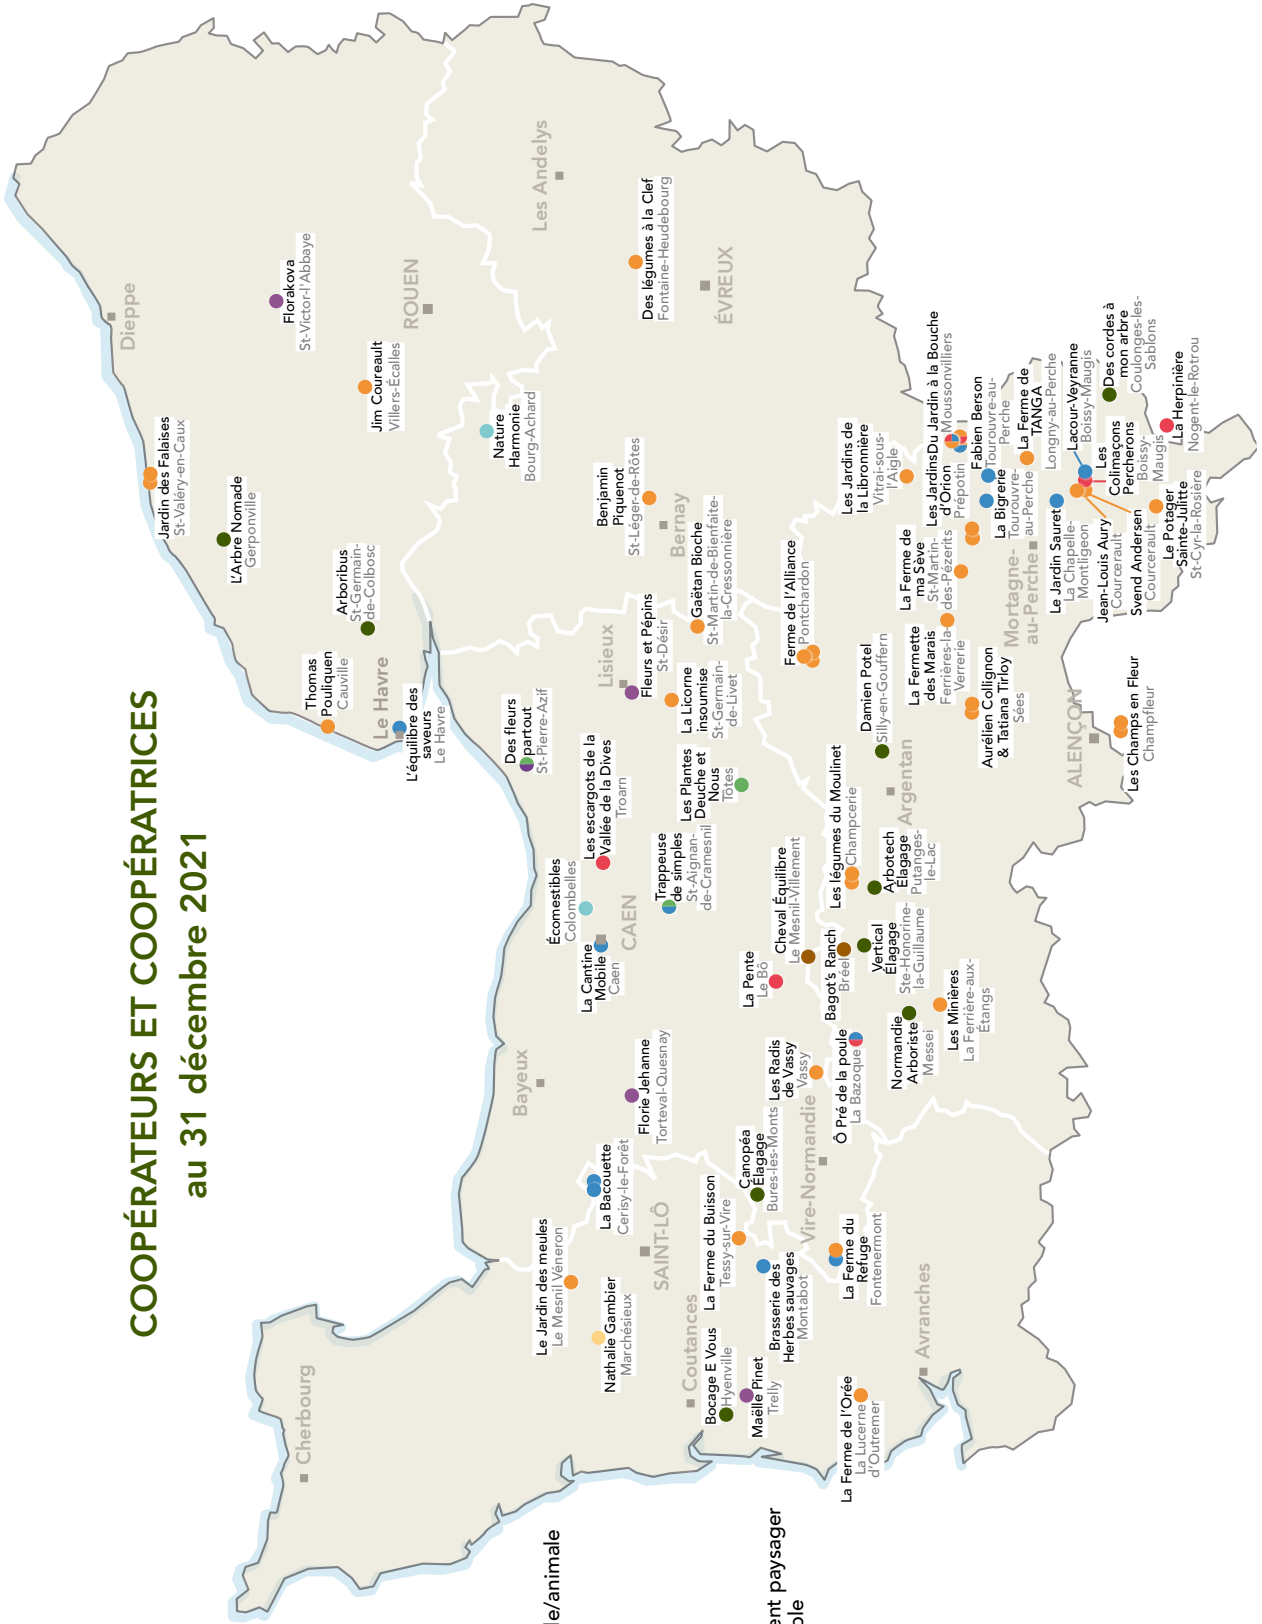 COOPÉRATEURS ET COOPÉRATRICES
au 31 décembre 2021
Cherbourg
Dieppe
Jardin des Falaises
St-Valéry-en-Caux
L'Arbre Nomade
Gerponville
Florakova
St-Victor-l'Abbaye
Arboribus
St-Germain-
de-Colbosc
Jim Coureault
Villers-Écalles
ROUEN
Thomas
Pouliquen
Cauville
Le Havre
L'équilibre des
saveurs
Le Havre
Nature
Harmonie
Bourg-Achard
Les Andelys
Des légumes à la Clef
Fontaine-Heudebourg
ÉVREUX
Benjamin
Piquenot
St-Léger-de-Rôtes
Bernay
Gaëtan Bioche
St-Martin-de-Bienfaite-
la-Cressonnière
Des fleurs
partout
St-Pierre-Azif
Lisieux
Fleurs et Pépins
St-Désir
La Licorne
insoumise
St-Germain-
de-Livet
Les escargots de la
Vallée de la Dives
Troarn
Les Plantes
Deuche et
Nous
Tôtes
Écomestibles
Colombelles
CAEN
La Cantine
Mobile
Caen
Trappeuse
de simples
St-Aignan-
de-Cramesnil
Bayeux
Florie Jehanne
Torteval-Quesnay
La Bacouette
Cerisy-le-Forêt
Le Jardin des meules
Le Mesnil Véneron
Nathalie Gambier
Marchésieux
SAINT-LÔ
Coutances
Bocage E Vous
Hyenville
Maëlle Pinet
Trelly
La Ferme du Buisson
Tessy-sur-Vire
Brasserie des
Herbes sauvages
Montabot
Canopéa
Élagage
Bures-les-Monts
Vire-Normandie
Les Radis
de Vassy
Vassy
La Pente
Le Bô
Cheval Équilibre
Le Mesnil-Villement
Bagot's Ranch
Bréel
Les légumes du Moulinet
Champcerie
Ô Pré de la poule
La Bazoque
La Ferme du
Refuge
Fontenermont
La Ferme de l'Orée
La Lucerne
d'Outremer
Avranches
Normandie
Arboriste
Messei
Les Minières
La Ferrière-aux-
Étangs
Vertical
Élagage
Ste-Honorine-
la-Guillaume
Arbotech
Élagage
Putanges-
le-Lac
Argentan
Damien Potel
Silly-en-Gouffern
Ferme de l'Alliance
Pontchardon
La Fermette
des Marais
Ferrières-la-
Verrerie
Aurélien Collignon
& Tatiana Tirloy
Sées
ALENÇON
Les Champs en Fleur
Champfleur
La Ferme de
ma Sève
St-Martin-
des-Pézerits
Les Jardins de
la Libronnière
Vitrai-sous-
l'Aigle
Les Jardins
d'Orion
Prépotin
Du Jardin à la Bouche
Moussonvilliers
Fabien Berson
Tourouvre-au-
Perche
La Bigrerie
Tourouvre-
au-Perche
Mortagne-
au-Perche
La Ferme de
TANGA
Longny-au-Perche
Le Jardin Sauret
La Chapelle-
Montligeon
Lacour-Veyranne
Boissy-Maugis
Les
Colimaçons
Percherons
Boissy-
Maugis
Jean-Louis Aury
Courcerault
Svend Andersen
Courcerault
Des cordes à
mon arbre
Coulonges-les-
Sablons
Le Potager
Sainte-Julitte
St-Cyr-la-Rosière
La Herpinière
Nogent-le-Rotrou
le/animale
ent paysager
ble